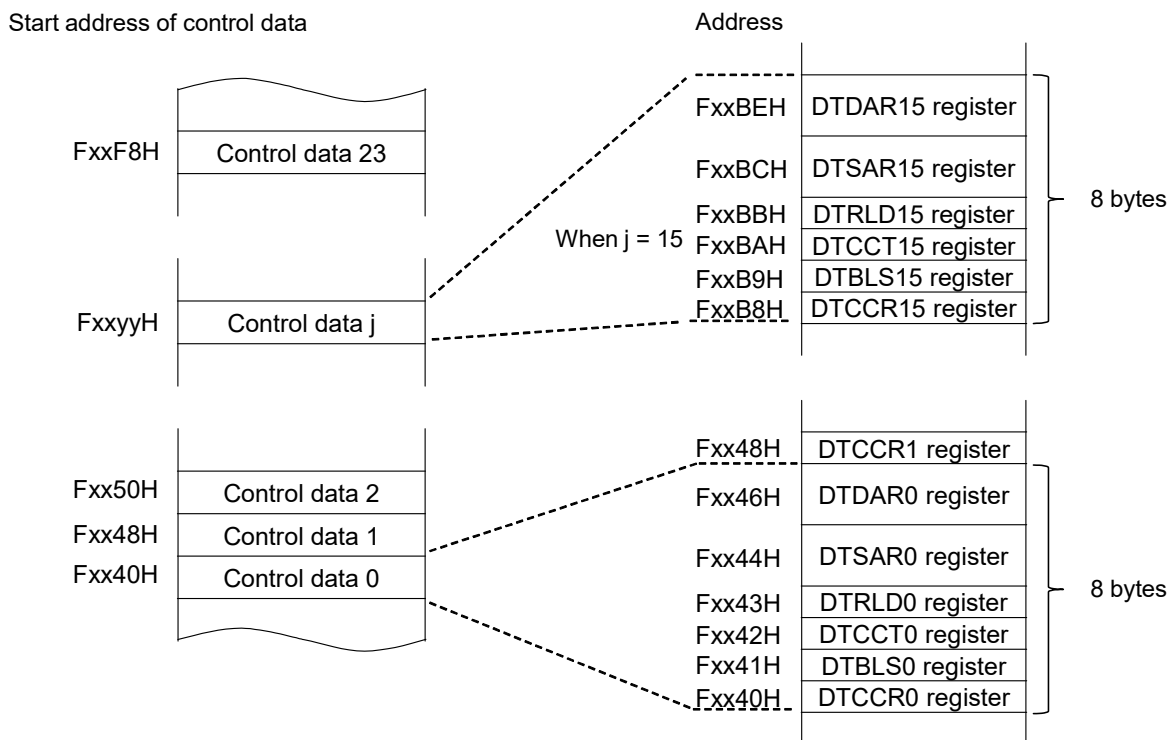 Start address of control data
FxxF8H
Control data 23
FxxyyH
Control data j
Fxx50H
Control data 2
Fxx48H
Control data 1
Fxx40H
Control data 0
Address
When j = 15
FxxBEH
DTDAR15 register
FxxBCH
DTSAR15 register
FxxBBH
DTRLD15 register
FxxBAH
DTCCT15 register
FxxB9H
DTBLS15 register
FxxB8H
DTCCR15 register
8 bytes
Fxx48H
DTCCR1 register
Fxx46H
DTDAR0 register
Fxx44H
DTSAR0 register
Fxx43H
DTRLD0 register
Fxx42H
DTCCT0 register
Fxx41H
DTBLS0 register
Fxx40H
DTCCR0 register
8 bytes